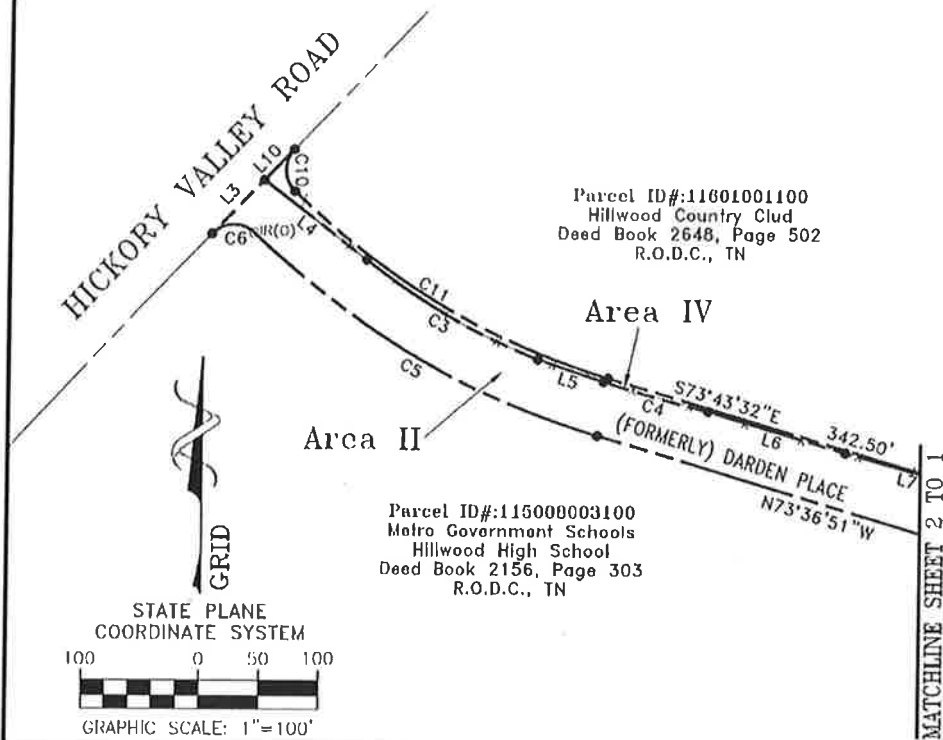 HICKORY VALLEY ROAD
L10
C10
L3
C6
IR(O)
L4
Parcel ID#:11601001100
Hillwood Country Clud
Deed Book 2648, Page 502
R.O.D.C., TN
C11
C3
Area IV
C5
L5
S73°43'32"E
C4
342.50'
L6
L7
Area II
(FORMERLY) DARDEN PLACE
N73°36'51"W
Parcel ID#:115008003100
Metro Government Schools
Hillwood High School
Deed Book 2156, Page 303
R.O.D.C., TN
GRID
STATE PLANE
COORDINATE SYSTEM
100 0 50 100
GRAPHIC SCALE: 1"=100'
MATCHLINE SHEET 2 TO 1